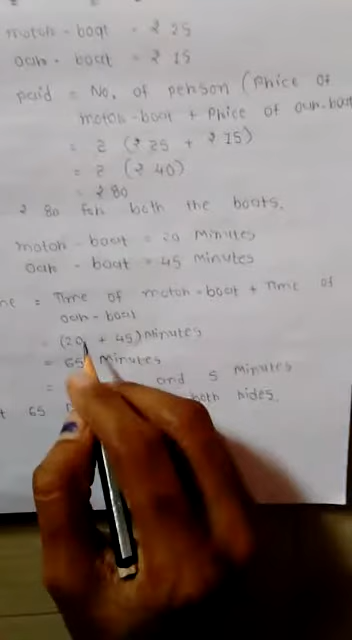 motor-boat = ₹ 25
oar-boat = ₹ 15
paid = No. of person (Price of
motor-boat + Price of oar-boat
= 2 (₹ 25 + ₹ 15)
= 2 (₹ 40)
= ₹ 80
₹ 80 for both the boats.
motor-boat = 20 minutes
oar-boat = 45 minutes
ne = Time of motor-boat + Time of
oar-boat
= (20 + 45) minutes
= 65 minutes
= and 5 minutes
t 65 both rides.